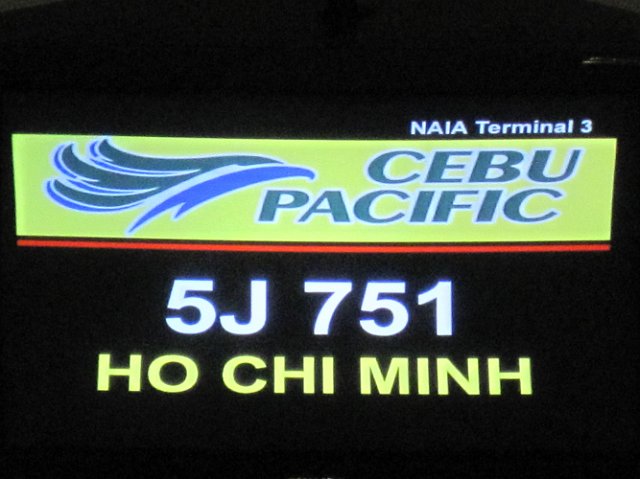 NAIA Terminal 3
CEBU
PACIFIC
5J 751
HO CHI MINH